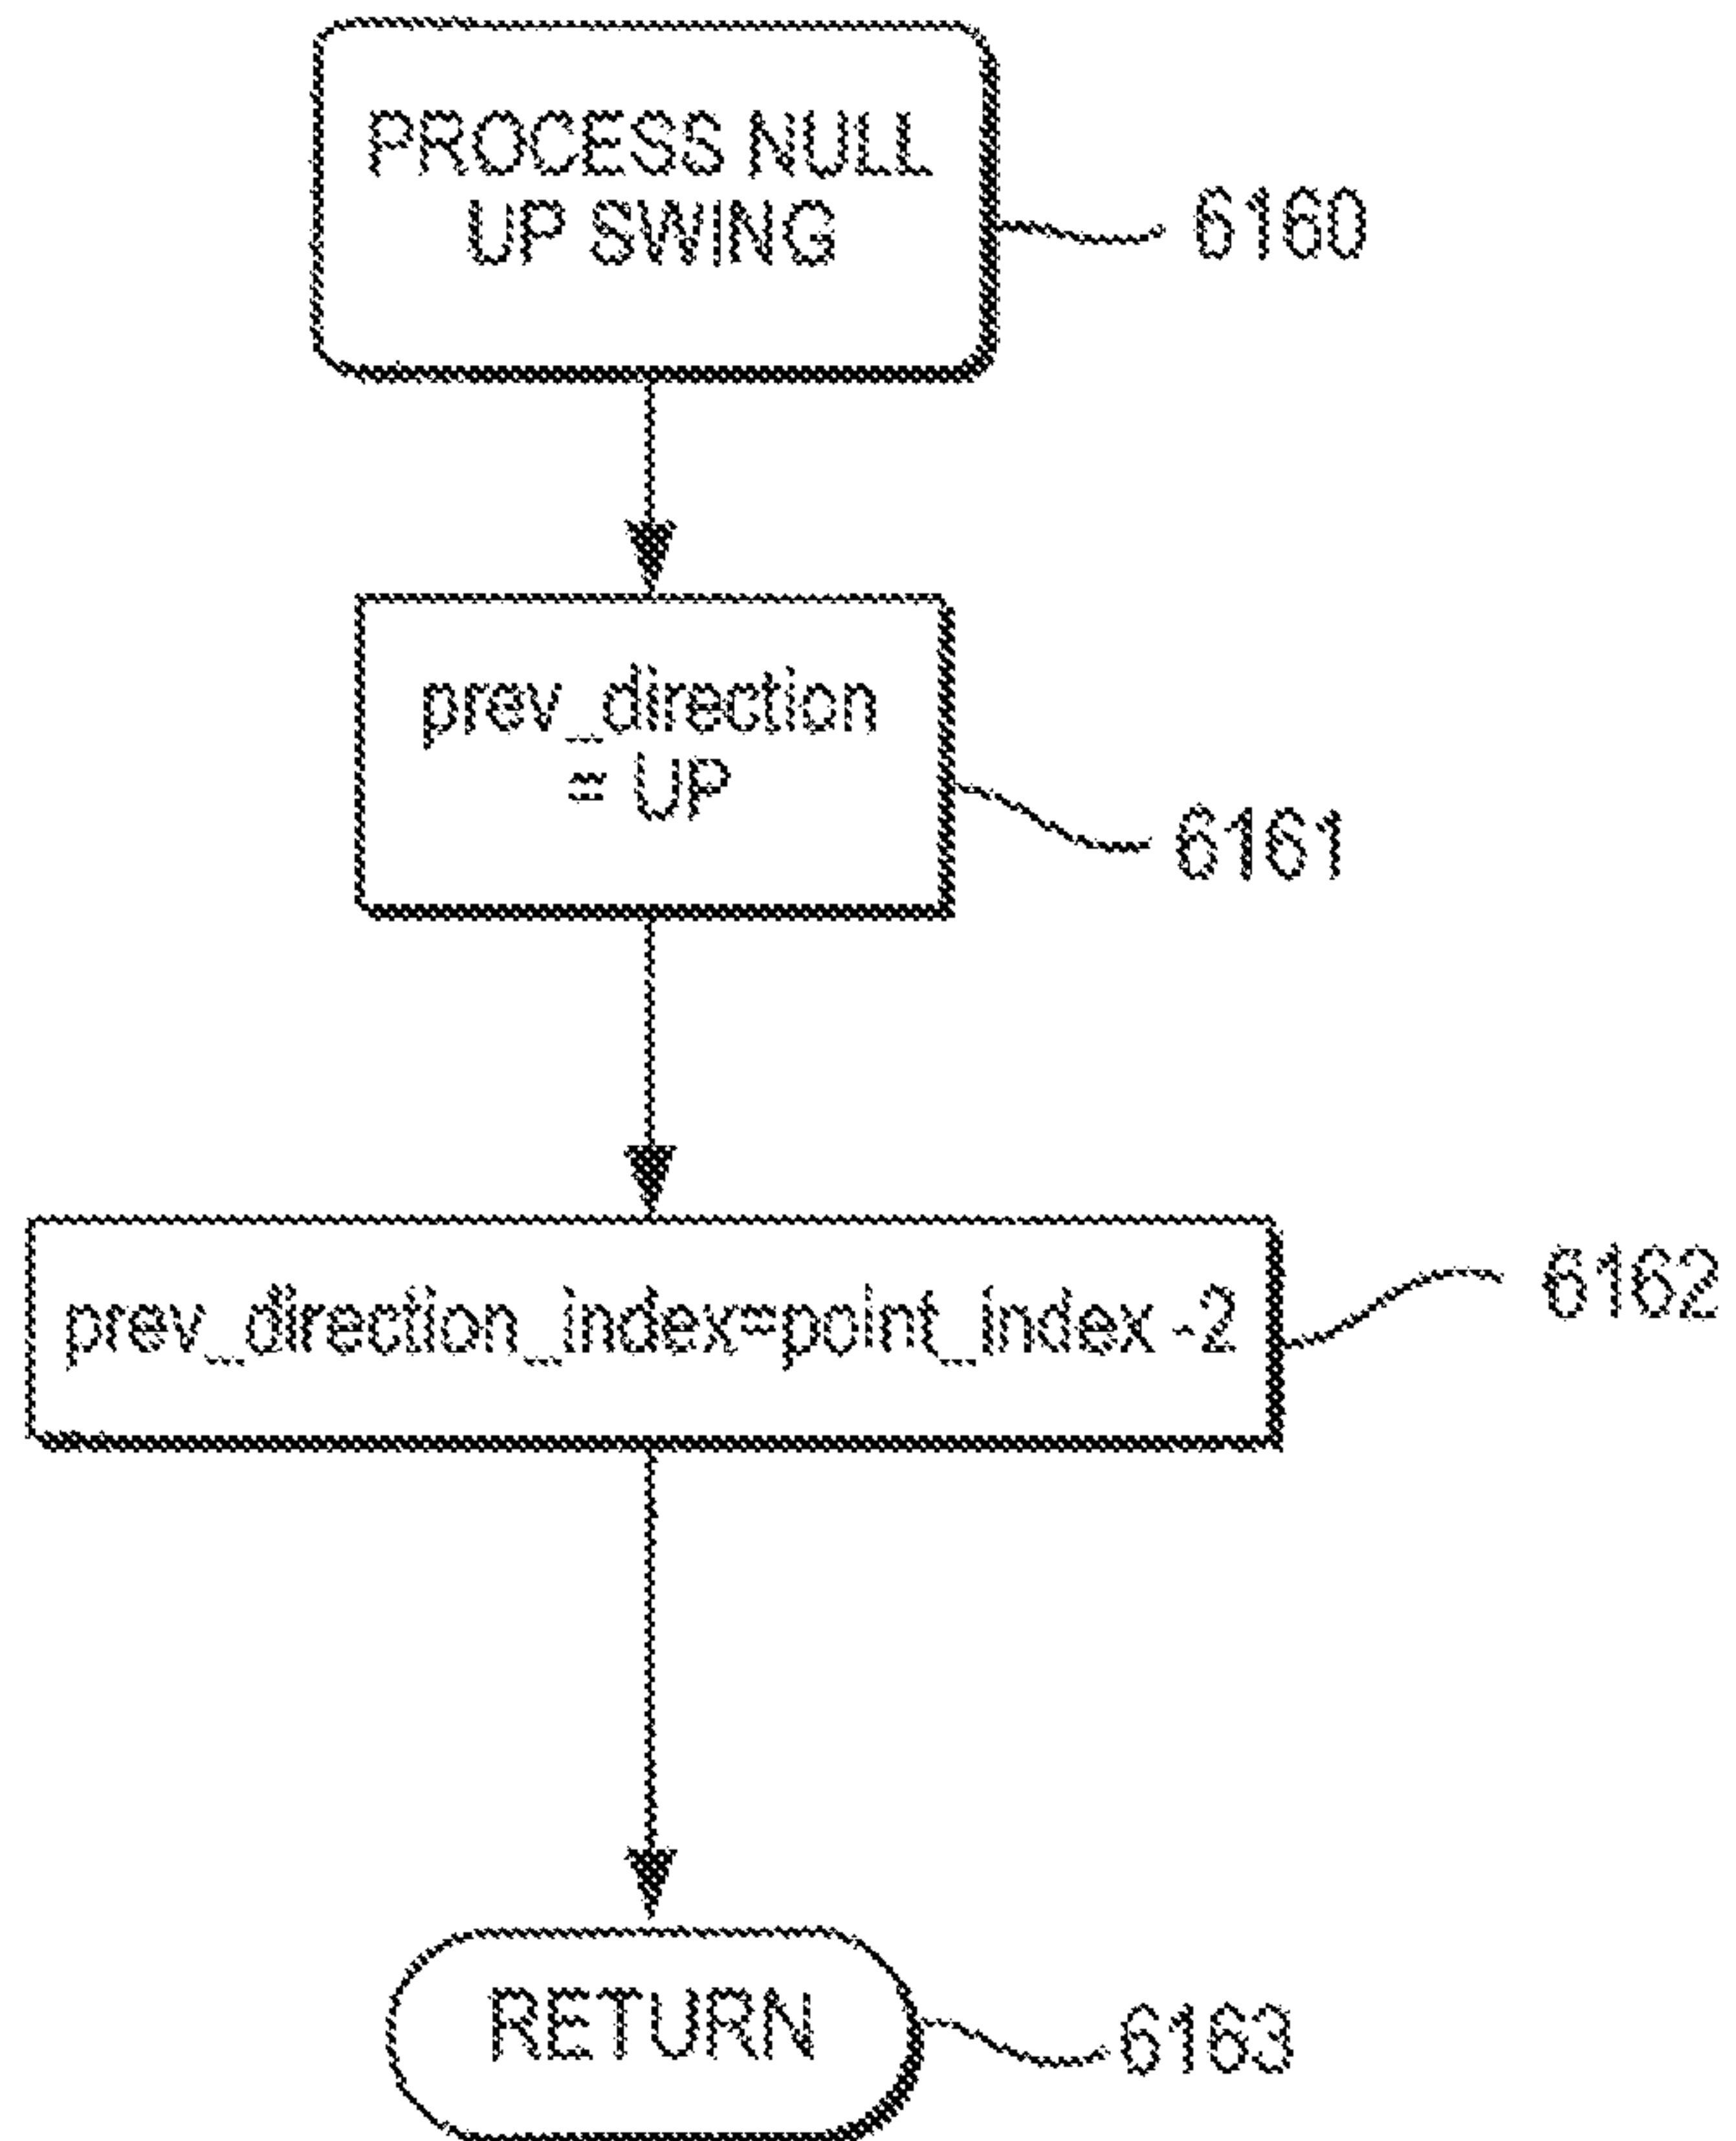 PROCESS NULL
UP SWING
6160
prev_direction
= UP
6161
prev_direction_index=point_index -2
6162
RETURN
6163